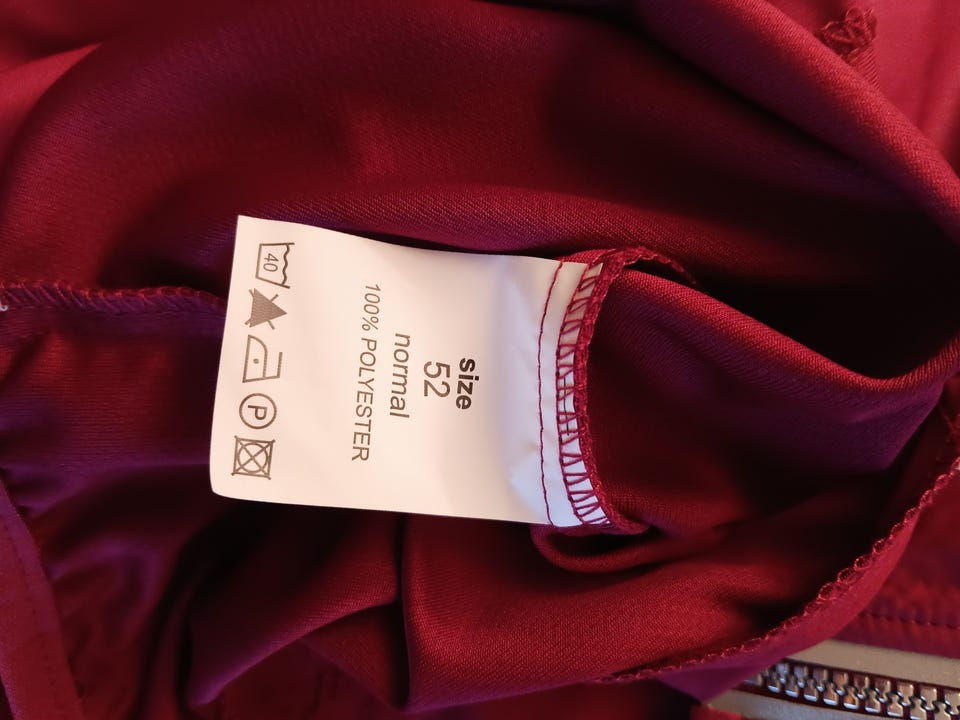 size
52
normal
100% POLYESTER
40
P